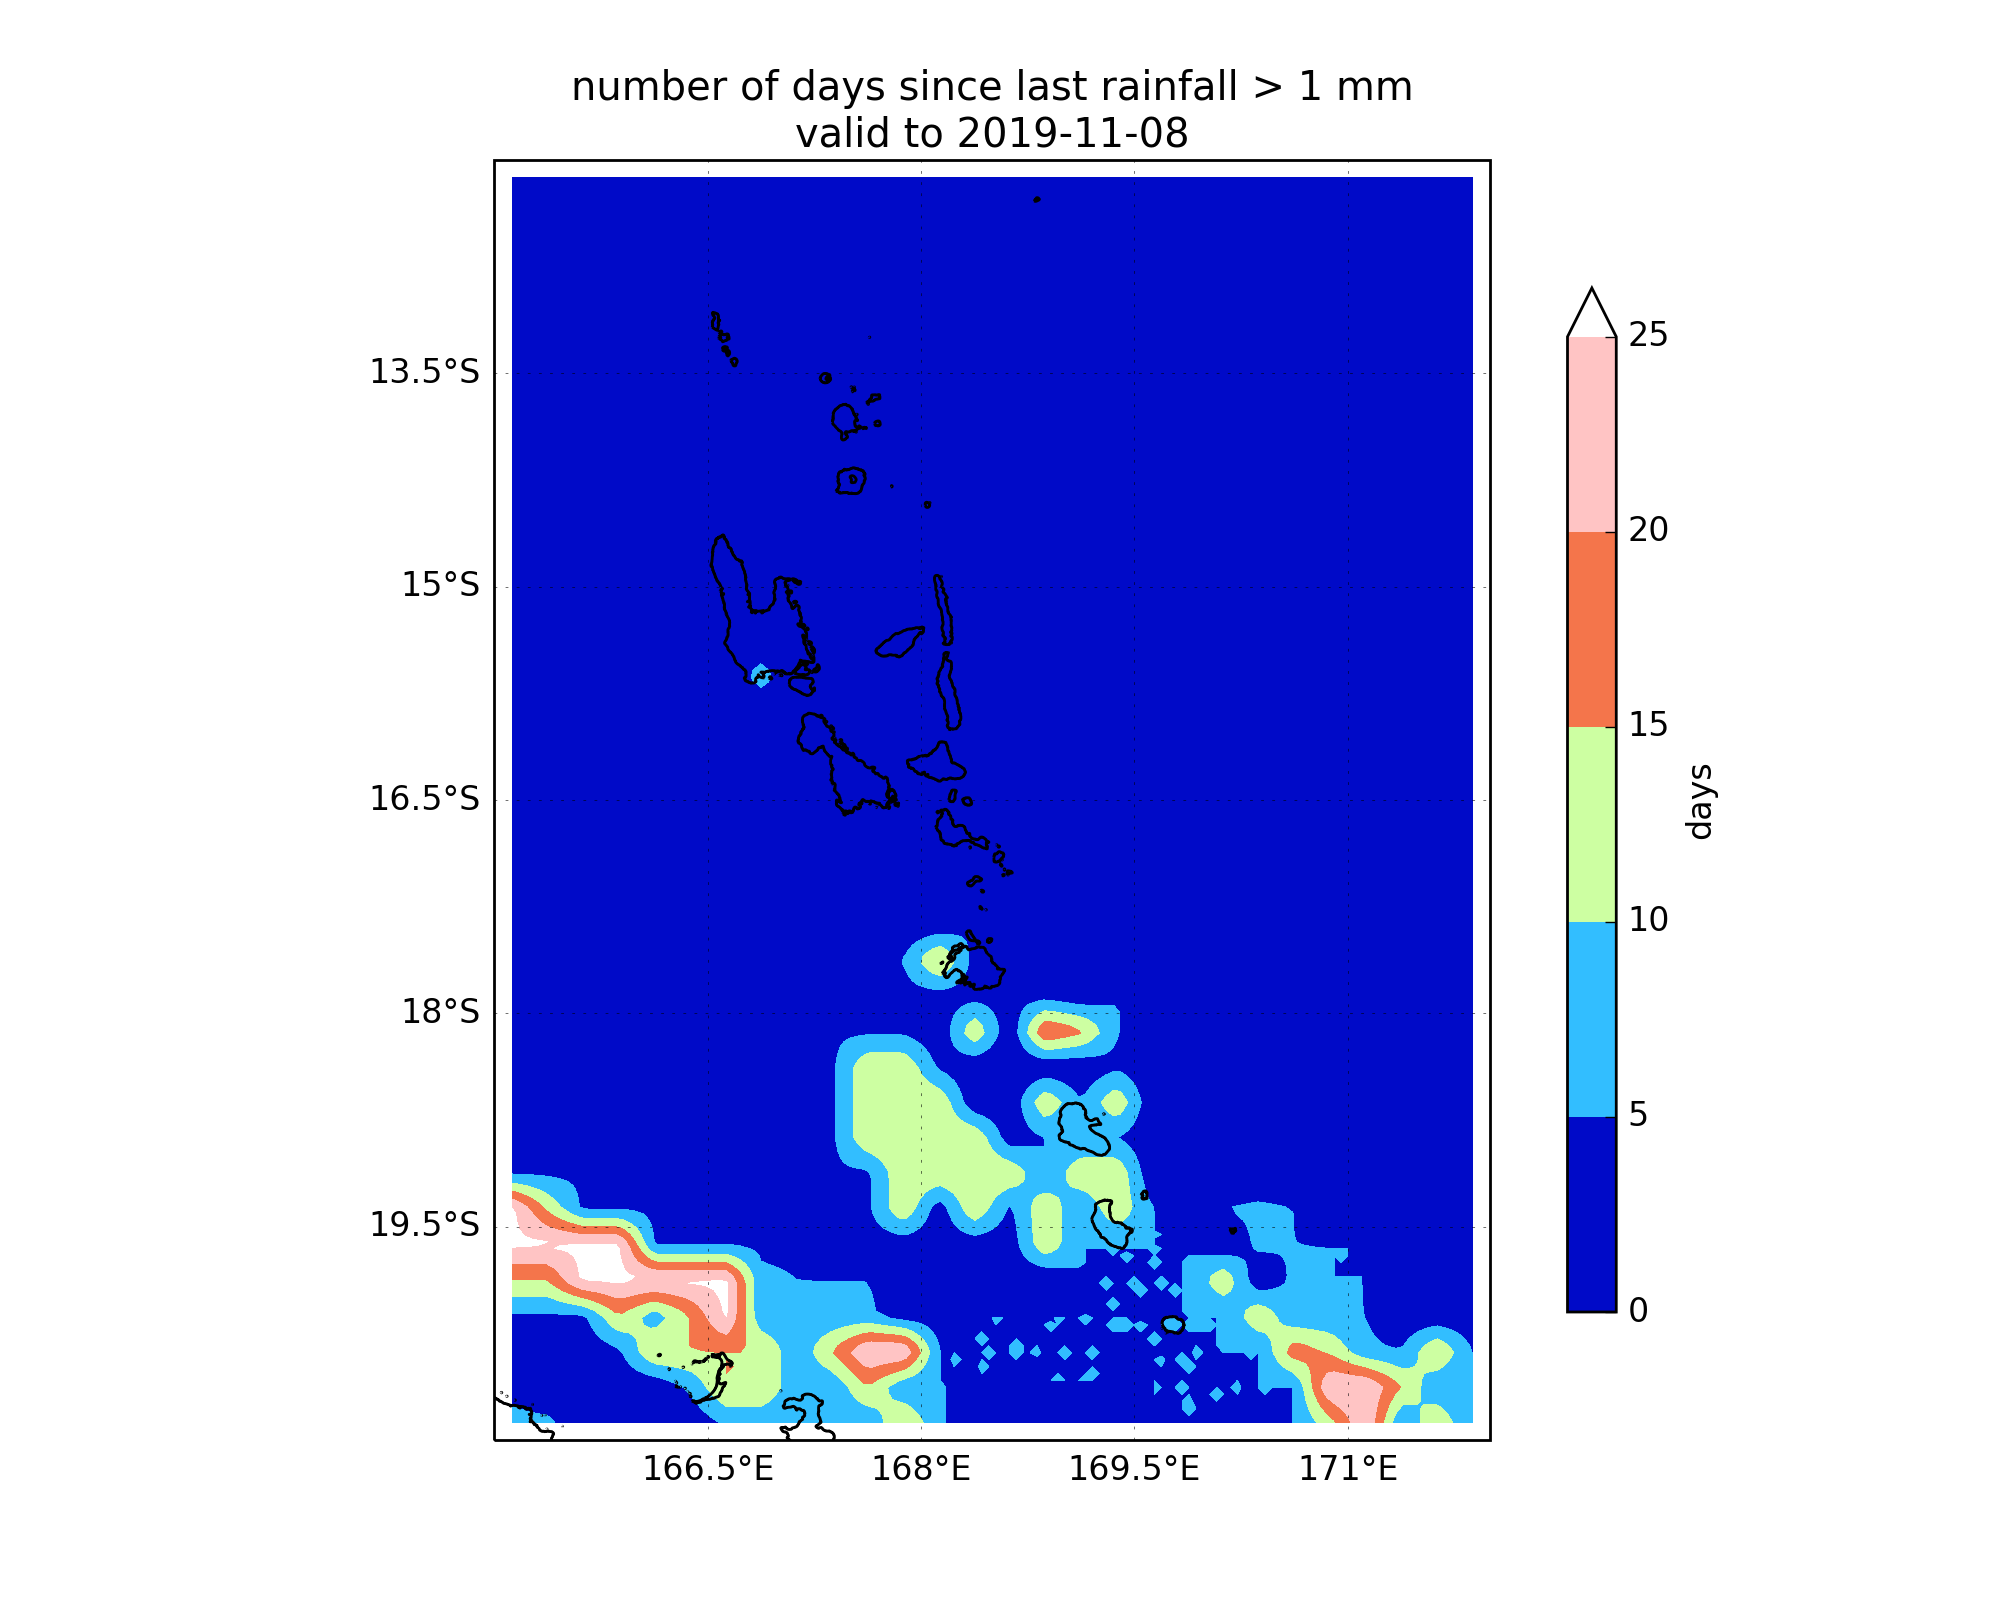 number of days since last rainfall > 1 mm
valid to 2019-11-08
13.5°S
15°S
16.5°S
18°S
19.5°S
166.5°E
168°E
169.5°E
171°E
25
20
15
10
5
0
days